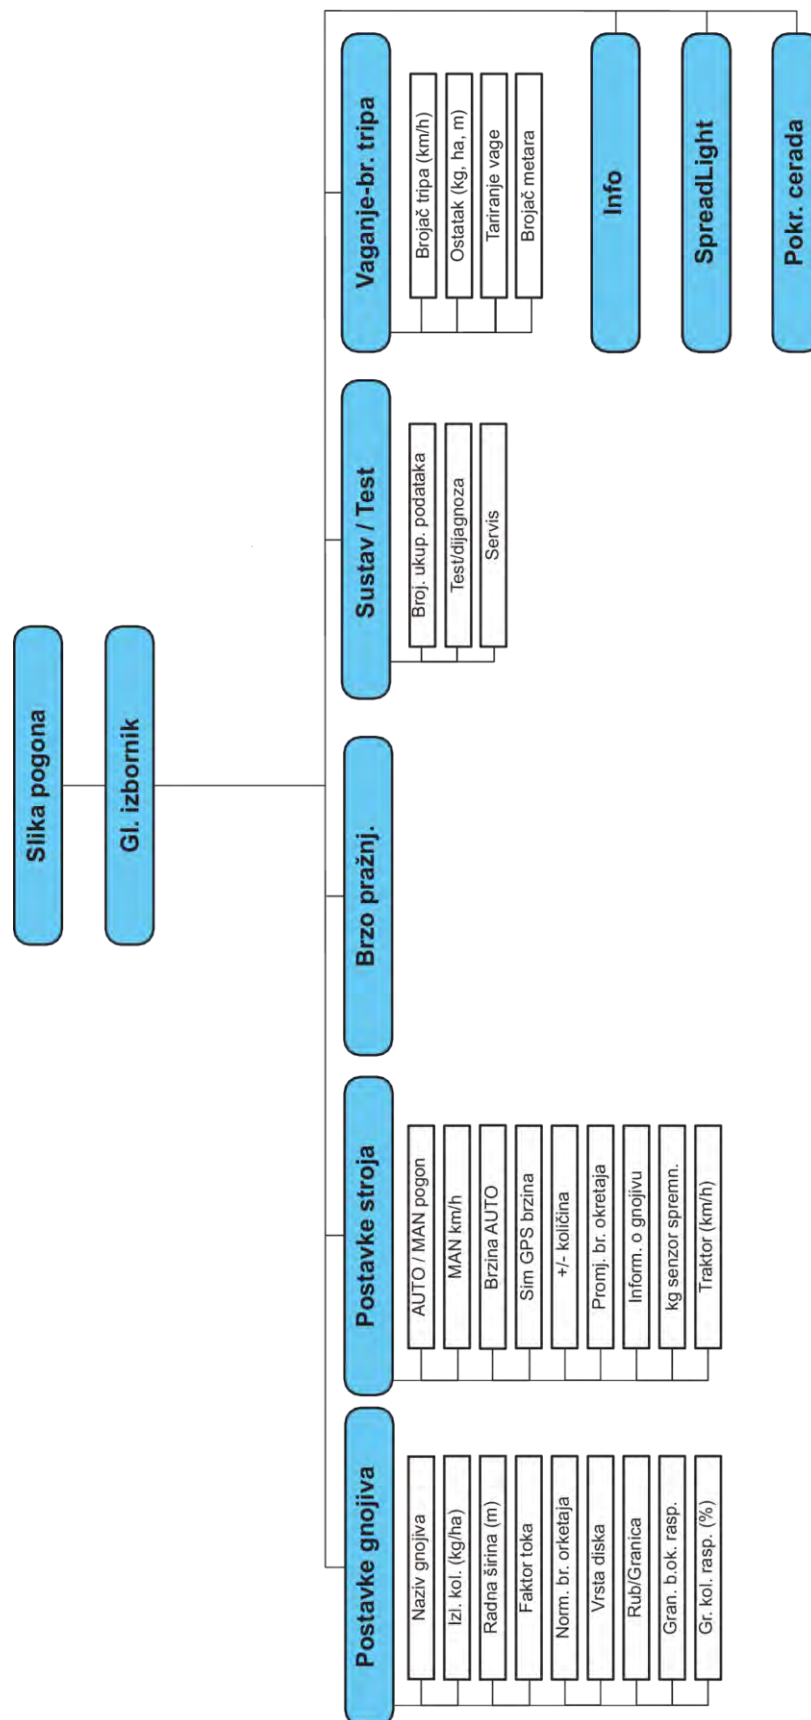 Slika pogona
Gl. izbornik
Postavke gnojiva
Naziv gnojiva
Izl. kol. (kg/ha)
Radna širina (m)
Faktor toka
Norm. br. orketaja
Vrsta diska
Rub/Granica
Gran. b.ok. rasp.
Gr. kol. rasp. (%)
Postavke stroja
AUTO / MAN pogon
MAN km/h
Brzina AUTO
Sim GPS brzina
+/- količina
Promj. br. okretaja
Inform. o gnojivu
kg senzor spremn.
Traktor (km/h)
Brzo pražnj.
Sustav / Test
Broj. ukup. podataka
Test/dijagnoza
Servis
Vaganje-br. tripa
Brojač tripa (km/h)
Ostatak (kg, ha, m)
Tariranje vage
Brojač metara
Info
SpreadLight
Pokr. cerada